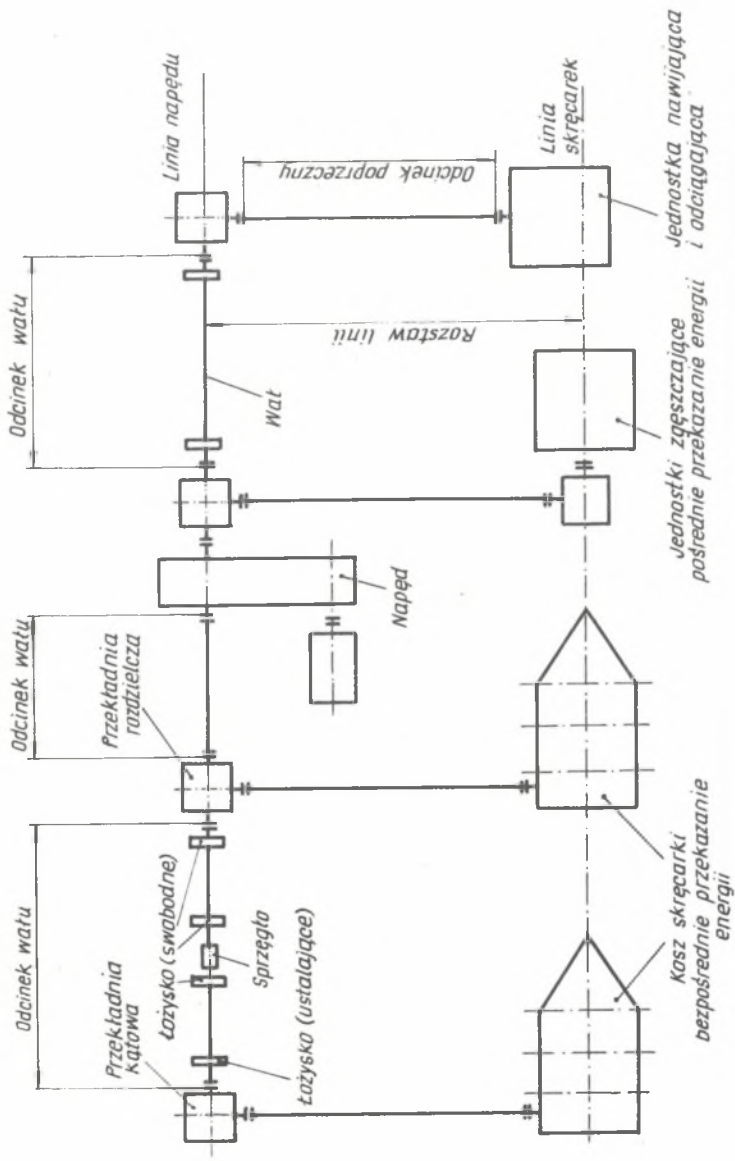 Odcinek wału
Odcinek wału
Odcinek wału
Linia napędu
Przekładnia
kątowa
Łożysko (swobodne)
Przekładnia
rozdzielcza
Sprzęgło
Łożysko (ustalające)
Napęd
Wał
Rozstaw linii
Odcinek poprzeczny
Linia
skręcarek
Kosz skręcarki
bezpośrednie przekazanie
energii
Jednostki zgęszczające
pośrednie przekazanie energii
Jednostka nawijająca
i odciągająca